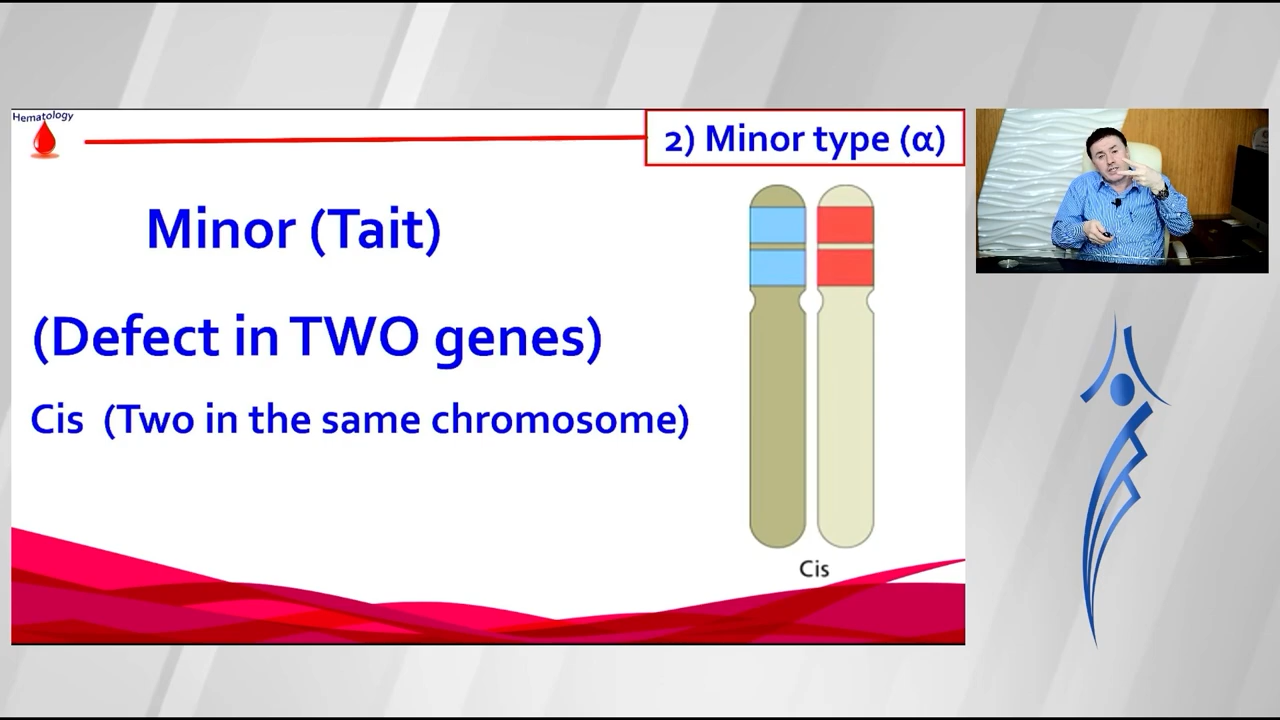 Hematology
2) Minor type (α)
Minor (Tait)
(Defect in TWO genes)
Cis (Two in the same chromosome)
Cis